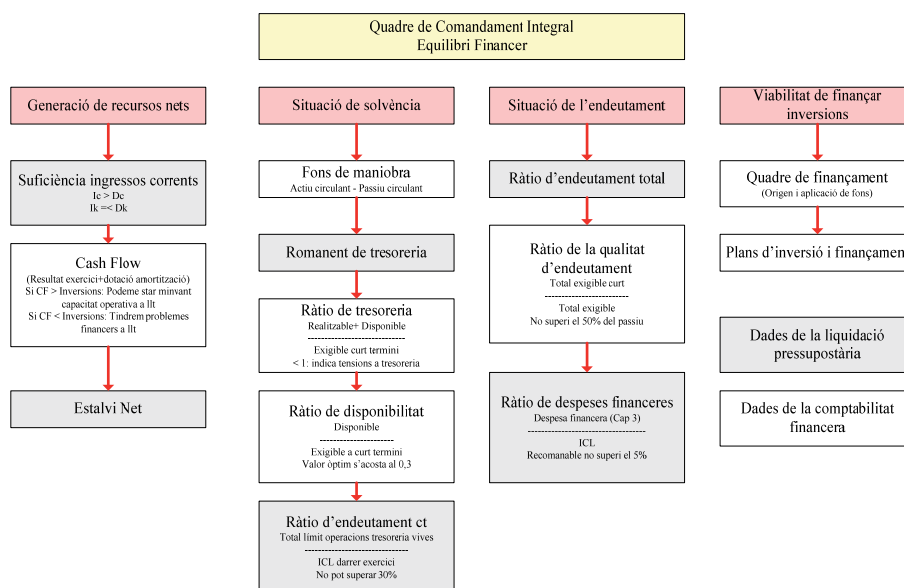 Quadre de Comandament Integral
Equilibri Financer
Generació de recursos nets
Suficiència ingressos corrents
Ic > Dc
Ik =< Dk
Cash Flow
(Resultat exercici+dotació amortització)
Si CF > Inversions: Podeme star minvant
capacitat operativa a llt
Si CF < Inversions: Tindrem problemes
financers a llt
Estalvi Net
Situació de solvència
Fons de maniobra
Actiu circulant - Passiu circulant
Romanent de tresoreria
Ràtio de tresoreria
Realitzable+ Disponible
-----------------------------
Exigible curt termini
< 1: indica tensions a tresoreria
Ràtio de disponibilitat
Disponible
----------------------
Exigible a curt termini
Valor òptim s'acosta al 0,3
Ràtio d'endeutament ct
Total límit operacions tresoreria vives
------------------------------
ICL darrer exercici
No pot superar 30%
Situació de l'endeutament
Ràtio d'endeutament total
Ràtio de la qualitat
d'endeutament
Total exigible curt
-------------------------
Total exigible
No superi el 50% del passiu
Ràtio de despeses financeres
Despesa financera (Cap 3)
-----------------------------------
ICL
Recomanable no superi el 5%
Viabilitat de finançar
inversions
Quadre de finançament
(Origen i aplicació de fons)
Plans d'inversió i finançament
Dades de la liquidació
pressupostària
Dades de la comptabilitat
financera